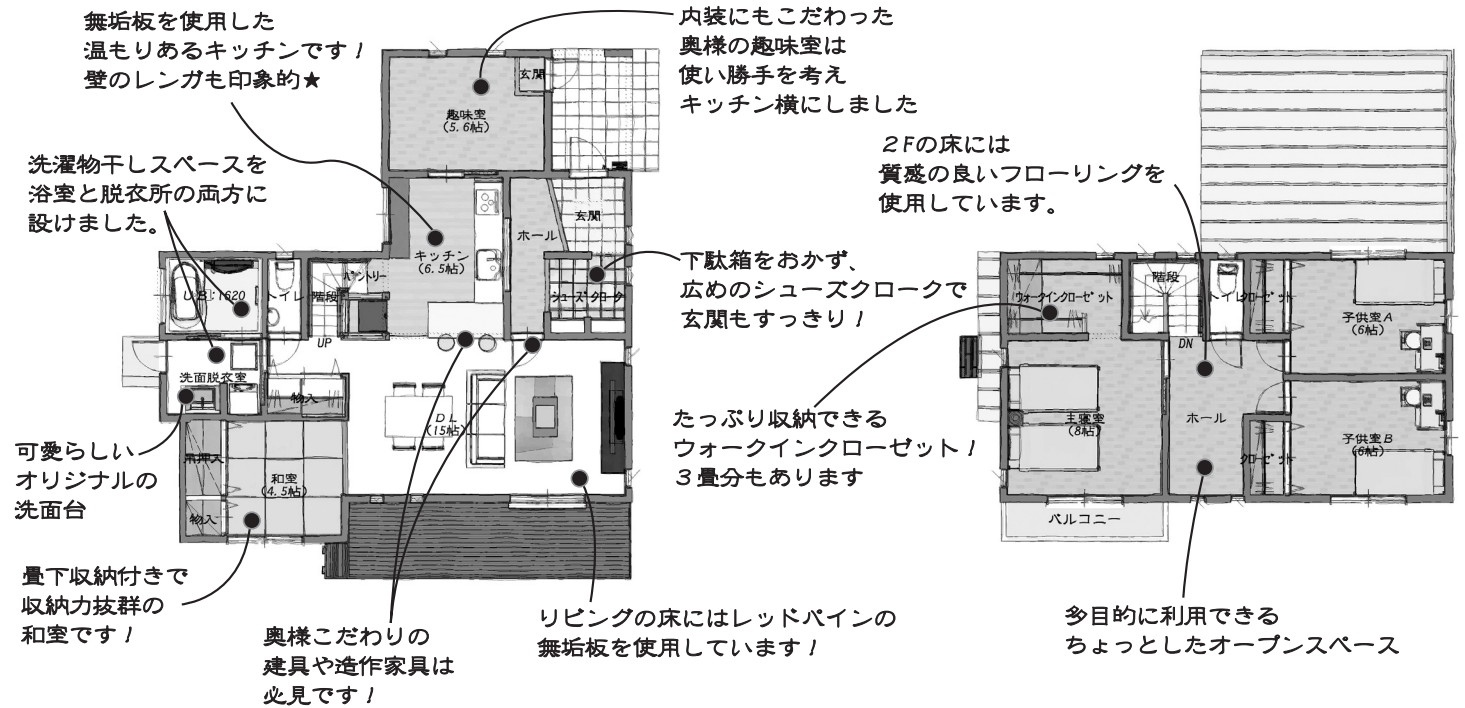 無垢板を使用した
温もりあるキッチンです！
壁のレンガも印象的★
内装にもこだわった
奥様の趣味室は
使い勝手を考え
キッチン横にしました
洗濯物干しスペースを
浴室と脱衣所の両方に
設けました。
2Fの床には
質感の良いフローリングを
使用しています。
下駄箱をおかず、
広めのシューズクロークで
玄関もすっきり！
たっぷり収納できる
ウォークインクローゼット！
3畳分もあります
可愛らしい
オリジナルの
洗面台
畳下収納付きで
収納力抜群の
和室です！
奥様こだわりの
建具や造作家具は
必見です！
リビングの床にはレッドパインの
無垢板を使用しています！
多目的に利用できる
ちょっとしたオープンスペース
玄関
趣味室
(5.6帖)
玄関
ホール
キッチン
(6.5帖)
パントリー
シューズクローク
U.B.1620
トイレ
階段
UP
洗面脱衣室
物入
DL
(15帖)
吊押入
和室
(4.5帖)
物入
ウォークインクローゼット
階段
トイレ
クローゼット
子供室A
(6帖)
DN
主寝室
(8帖)
ホール
クローゼット
子供室B
(6帖)
バルコニー